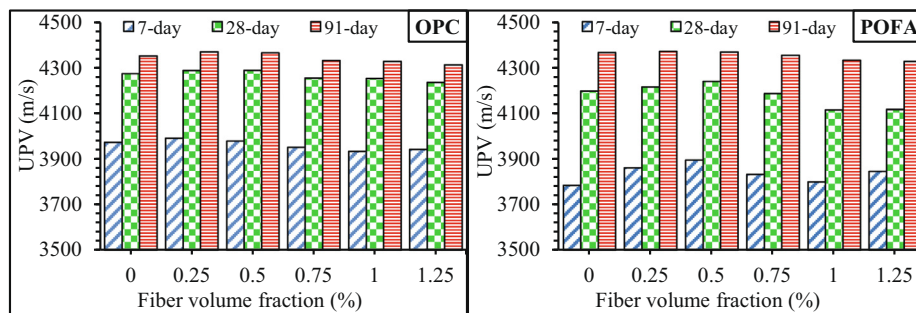 4500 7-day 28-day 91-day OPC
4300
4100
3900
3700
3500
UPV (m/s)
0 0.25 0.5 0.75 1 1.25
Fiber volume fraction (%)
4500 7-day 28-day 91-day POFA
4300
4100
3900
3700
3500
UPV (m/s)
0 0.25 0.5 0.75 1 1.25
Fiber volume fraction (%)